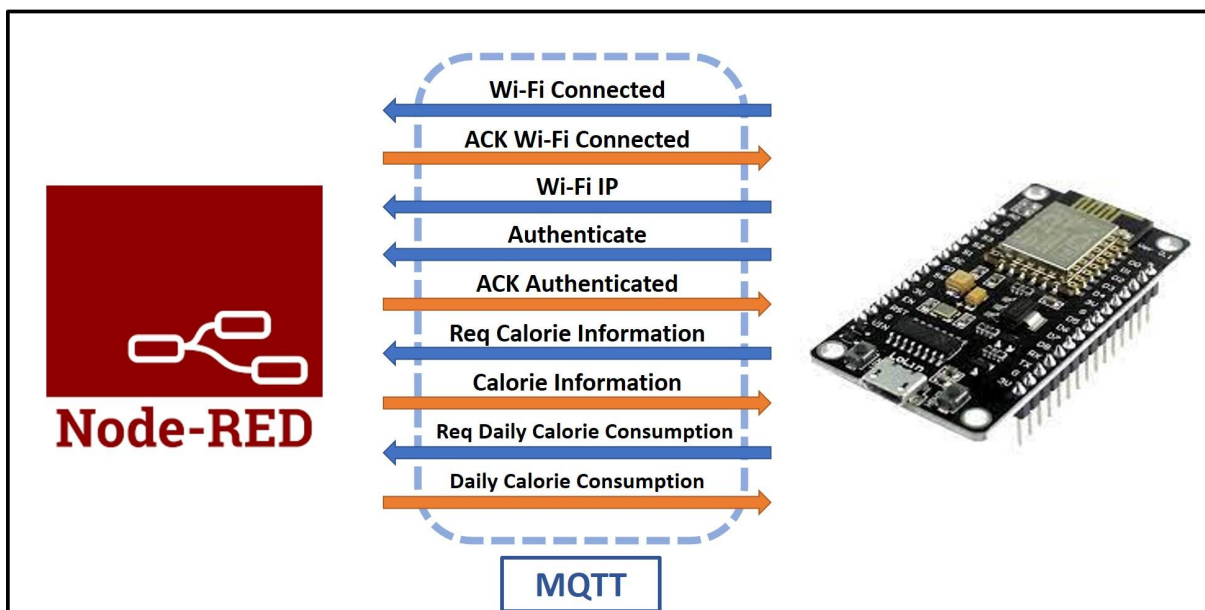 Wi-Fi Connected
ACK Wi-Fi Connected
Wi-Fi IP
Authenticate
ACK Authenticated
Req Calorie Information
Calorie Information
Req Daily Calorie Consumption
Daily Calorie Consumption
Node-RED
MQTT